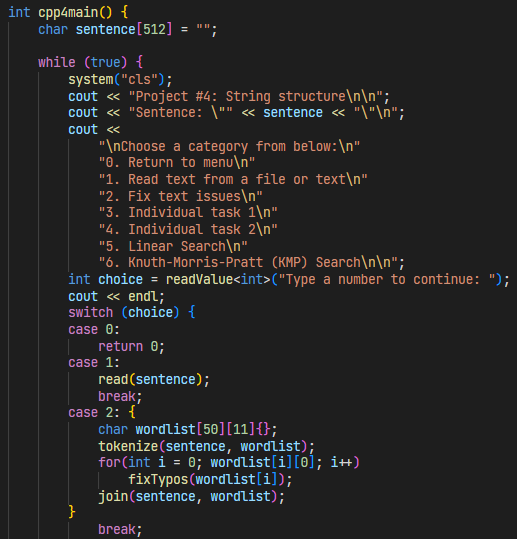 int cpp4main() {
    char sentence[512] = "";

    while (true) {
        system("cls");
        cout << "Project #4: String structure\n\n";
        cout << "Sentence: \"" << sentence << "\"\n";
        cout <<
            "\nChoose a category from below:\n"
            "0. Return to menu\n"
            "1. Read text from a file or text\n"
            "2. Fix text issues\n"
            "3. Individual task 1\n"
            "4. Individual task 2\n"
            "5. Linear Search\n"
            "6. Knuth-Morris-Pratt (KMP) Search\n\n";
        int choice = readValue<int>("Type a number to continue: ");
        cout << endl;
        switch (choice) {
        case 0:
            return 0;
        case 1:
            read(sentence);
            break;
        case 2: {
            char wordlist[50][11]{};
            tokenize(sentence, wordlist);
            for(int i = 0; wordlist[i][0]; i++)
                fixTypos(wordlist[i]);
            join(sentence, wordlist);
        }
            break;